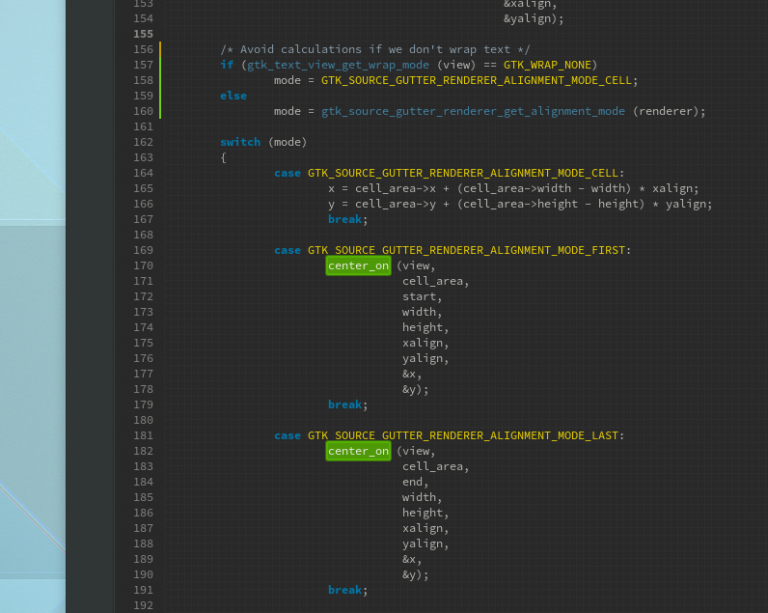 153 &xalign,
154 &yalign);
155
156 /* Avoid calculations if we don't wrap text */
157 if (gtk_text_view_get_wrap_mode (view) == GTK_WRAP_NONE)
158 mode = GTK_SOURCE_GUTTER_RENDERER_ALIGNMENT_MODE_CELL;
159 else
160 mode = gtk_source_gutter_renderer_get_alignment_mode (renderer);
161
162 switch (mode)
163 {
164 case GTK_SOURCE_GUTTER_RENDERER_ALIGNMENT_MODE_CELL:
165 x = cell_area->x + (cell_area->width - width) * xalign;
166 y = cell_area->y + (cell_area->height - height) * yalign;
167 break;
168
169 case GTK_SOURCE_GUTTER_RENDERER_ALIGNMENT_MODE_FIRST:
170 center_on (view,
171 cell_area,
172 start,
173 width,
174 height,
175 xalign,
176 yalign,
177 &x,
178 &y);
179 break;
180
181 case GTK_SOURCE_GUTTER_RENDERER_ALIGNMENT_MODE_LAST:
182 center_on (view,
183 cell_area,
184 end,
185 width,
186 height,
187 xalign,
188 yalign,
189 &x,
190 &y);
191 break;
192